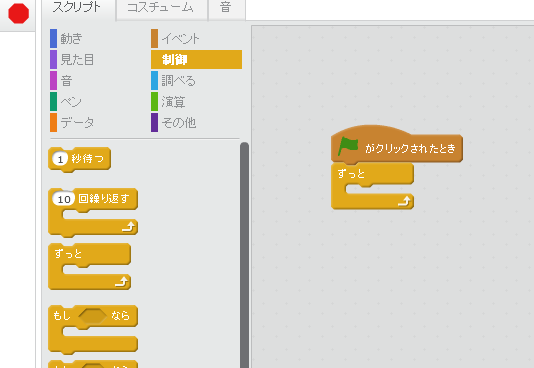 スクリプト コスチューム 音
動き イベント
見た目 制御
音 調べる
ペン 演算
データ その他
1 秒待つ
10 回繰り返す
ずっと
もし なら
がクリックされたとき
ずっと